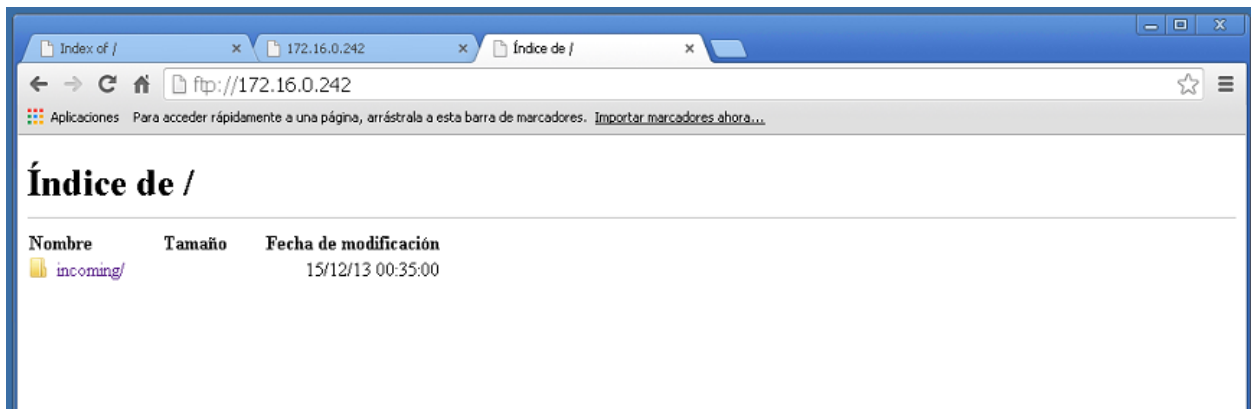 Index of /
172.16.0.242
Índice de /
ftp://172.16.0.242
Aplicaciones Para acceder rápidamente a una página, arrástrala a esta barra de marcadores. Importar marcadores ahora...
Índice de /
Nombre Tamaño Fecha de modificación
incoming/ 15/12/13 00:35:00